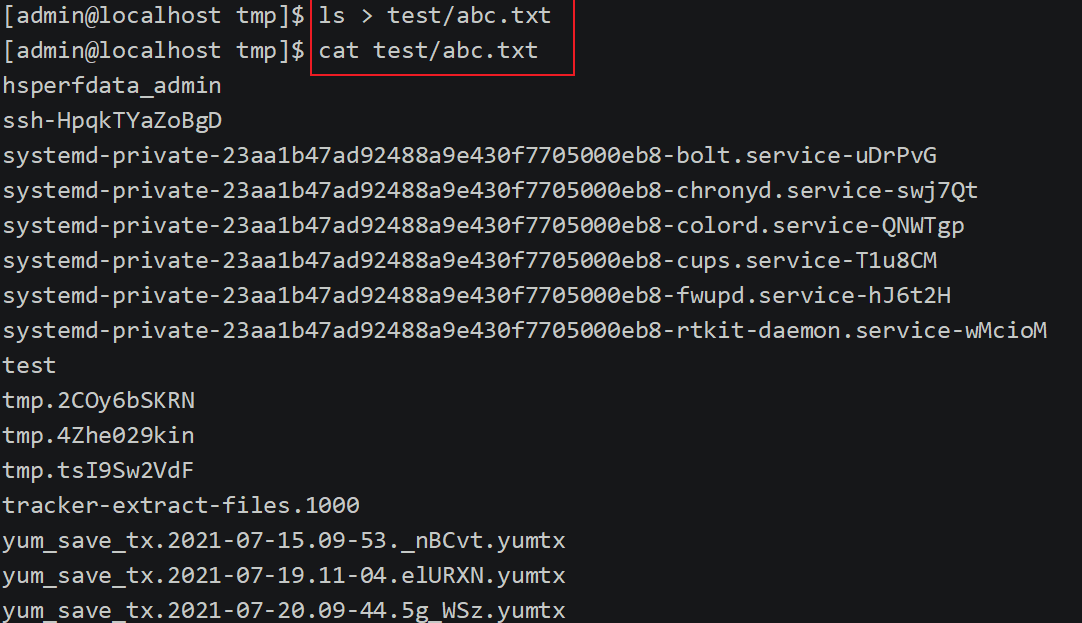 [admin@localhost tmp]$ ls > test/abc.txt
[admin@localhost tmp]$ cat test/abc.txt
hsperfdata_admin
ssh-HpqkTYaZoBgD
systemd-private-23aa1b47ad92488a9e430f7705000eb8-bolt.service-uDrPvG
systemd-private-23aa1b47ad92488a9e430f7705000eb8-chronyd.service-swj7Qt
systemd-private-23aa1b47ad92488a9e430f7705000eb8-colord.service-QNWTgp
systemd-private-23aa1b47ad92488a9e430f7705000eb8-cups.service-T1u8CM
systemd-private-23aa1b47ad92488a9e430f7705000eb8-fwupd.service-hJ6t2H
systemd-private-23aa1b47ad92488a9e430f7705000eb8-rtkit-daemon.service-wMcioM
test
tmp.2COy6bSKRN
tmp.4Zhe029kin
tmp.tsI9Sw2VdF
tracker-extract-files.1000
yum_save_tx.2021-07-15.09-53._nBCvt.yumtx
yum_save_tx.2021-07-19.11-04.elURXN.yumtx
yum_save_tx.2021-07-20.09-44.5g_WSz.yumtx